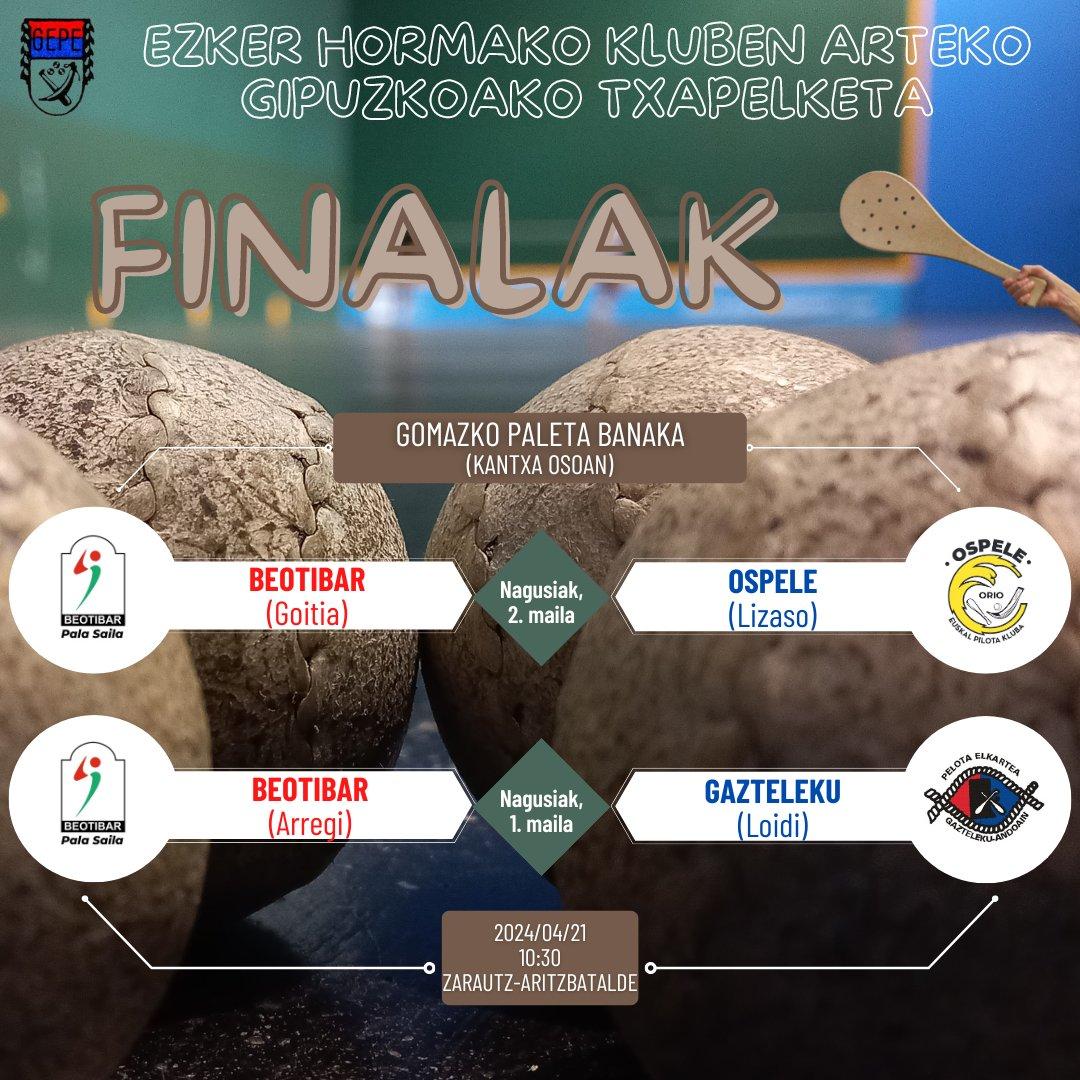 GEPE
EZKER HORMAKO KLUBEN ARTEKO
GIPUZKOAKO TXAPELKETA
FINALAK
GOMAZKO PALETA BANAKA
(KANTXA OSOAN)
BEOTIBAR
Pala Saila
BEOTIBAR
(Goitia)
Nagusiak,
2. maila
OSPELE
(Lizaso)
·OSPELE·
ORIO
EUSKAL PILOTA KLUBA
BEOTIBAR
Pala Saila
BEOTIBAR
(Arregi)
Nagusiak,
1. maila
GAZTELEKU
(Loidi)
PELOTA ELKARTEA
GAZTELEKU-ANDOAIN
2024/04/21
10:30
ZARAUTZ-ARITZBATALDE